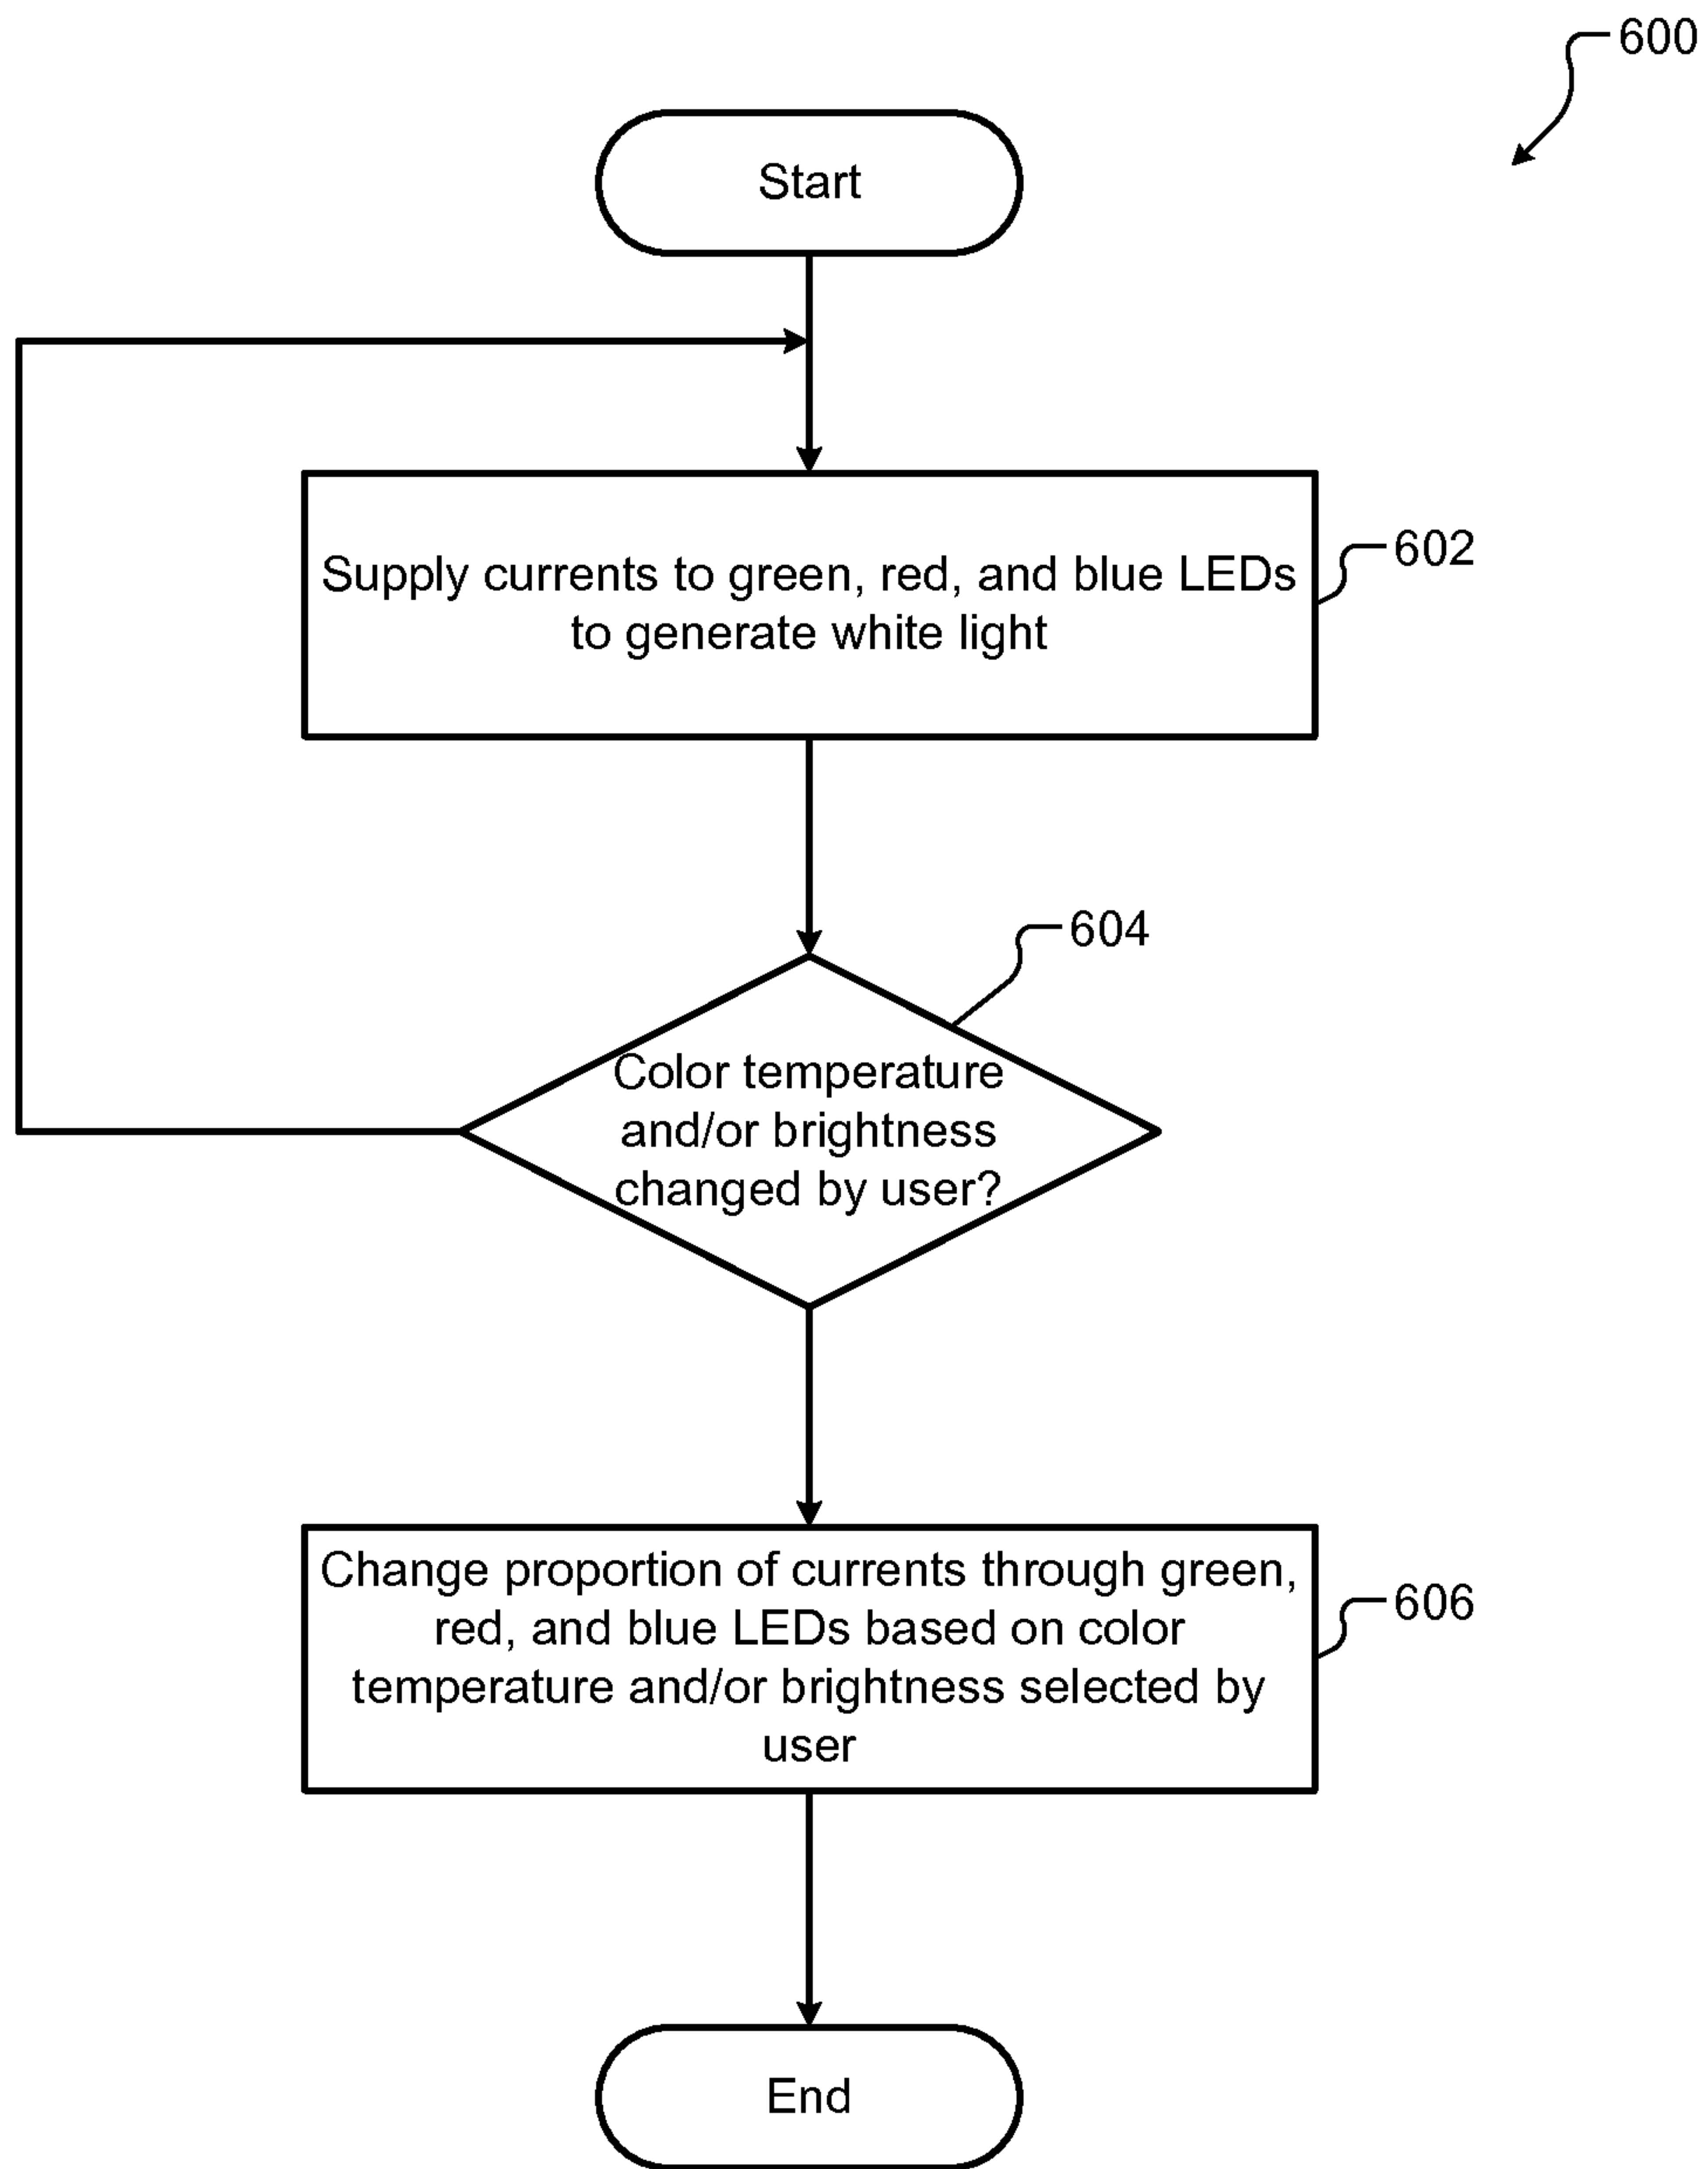 600
Start
Supply currents to green, red, and blue LEDs
to generate white light
602
604
Color temperature
and/or brightness
changed by user?
Change proportion of currents through green,
red, and blue LEDs based on color
temperature and/or brightness selected by
user
606
End